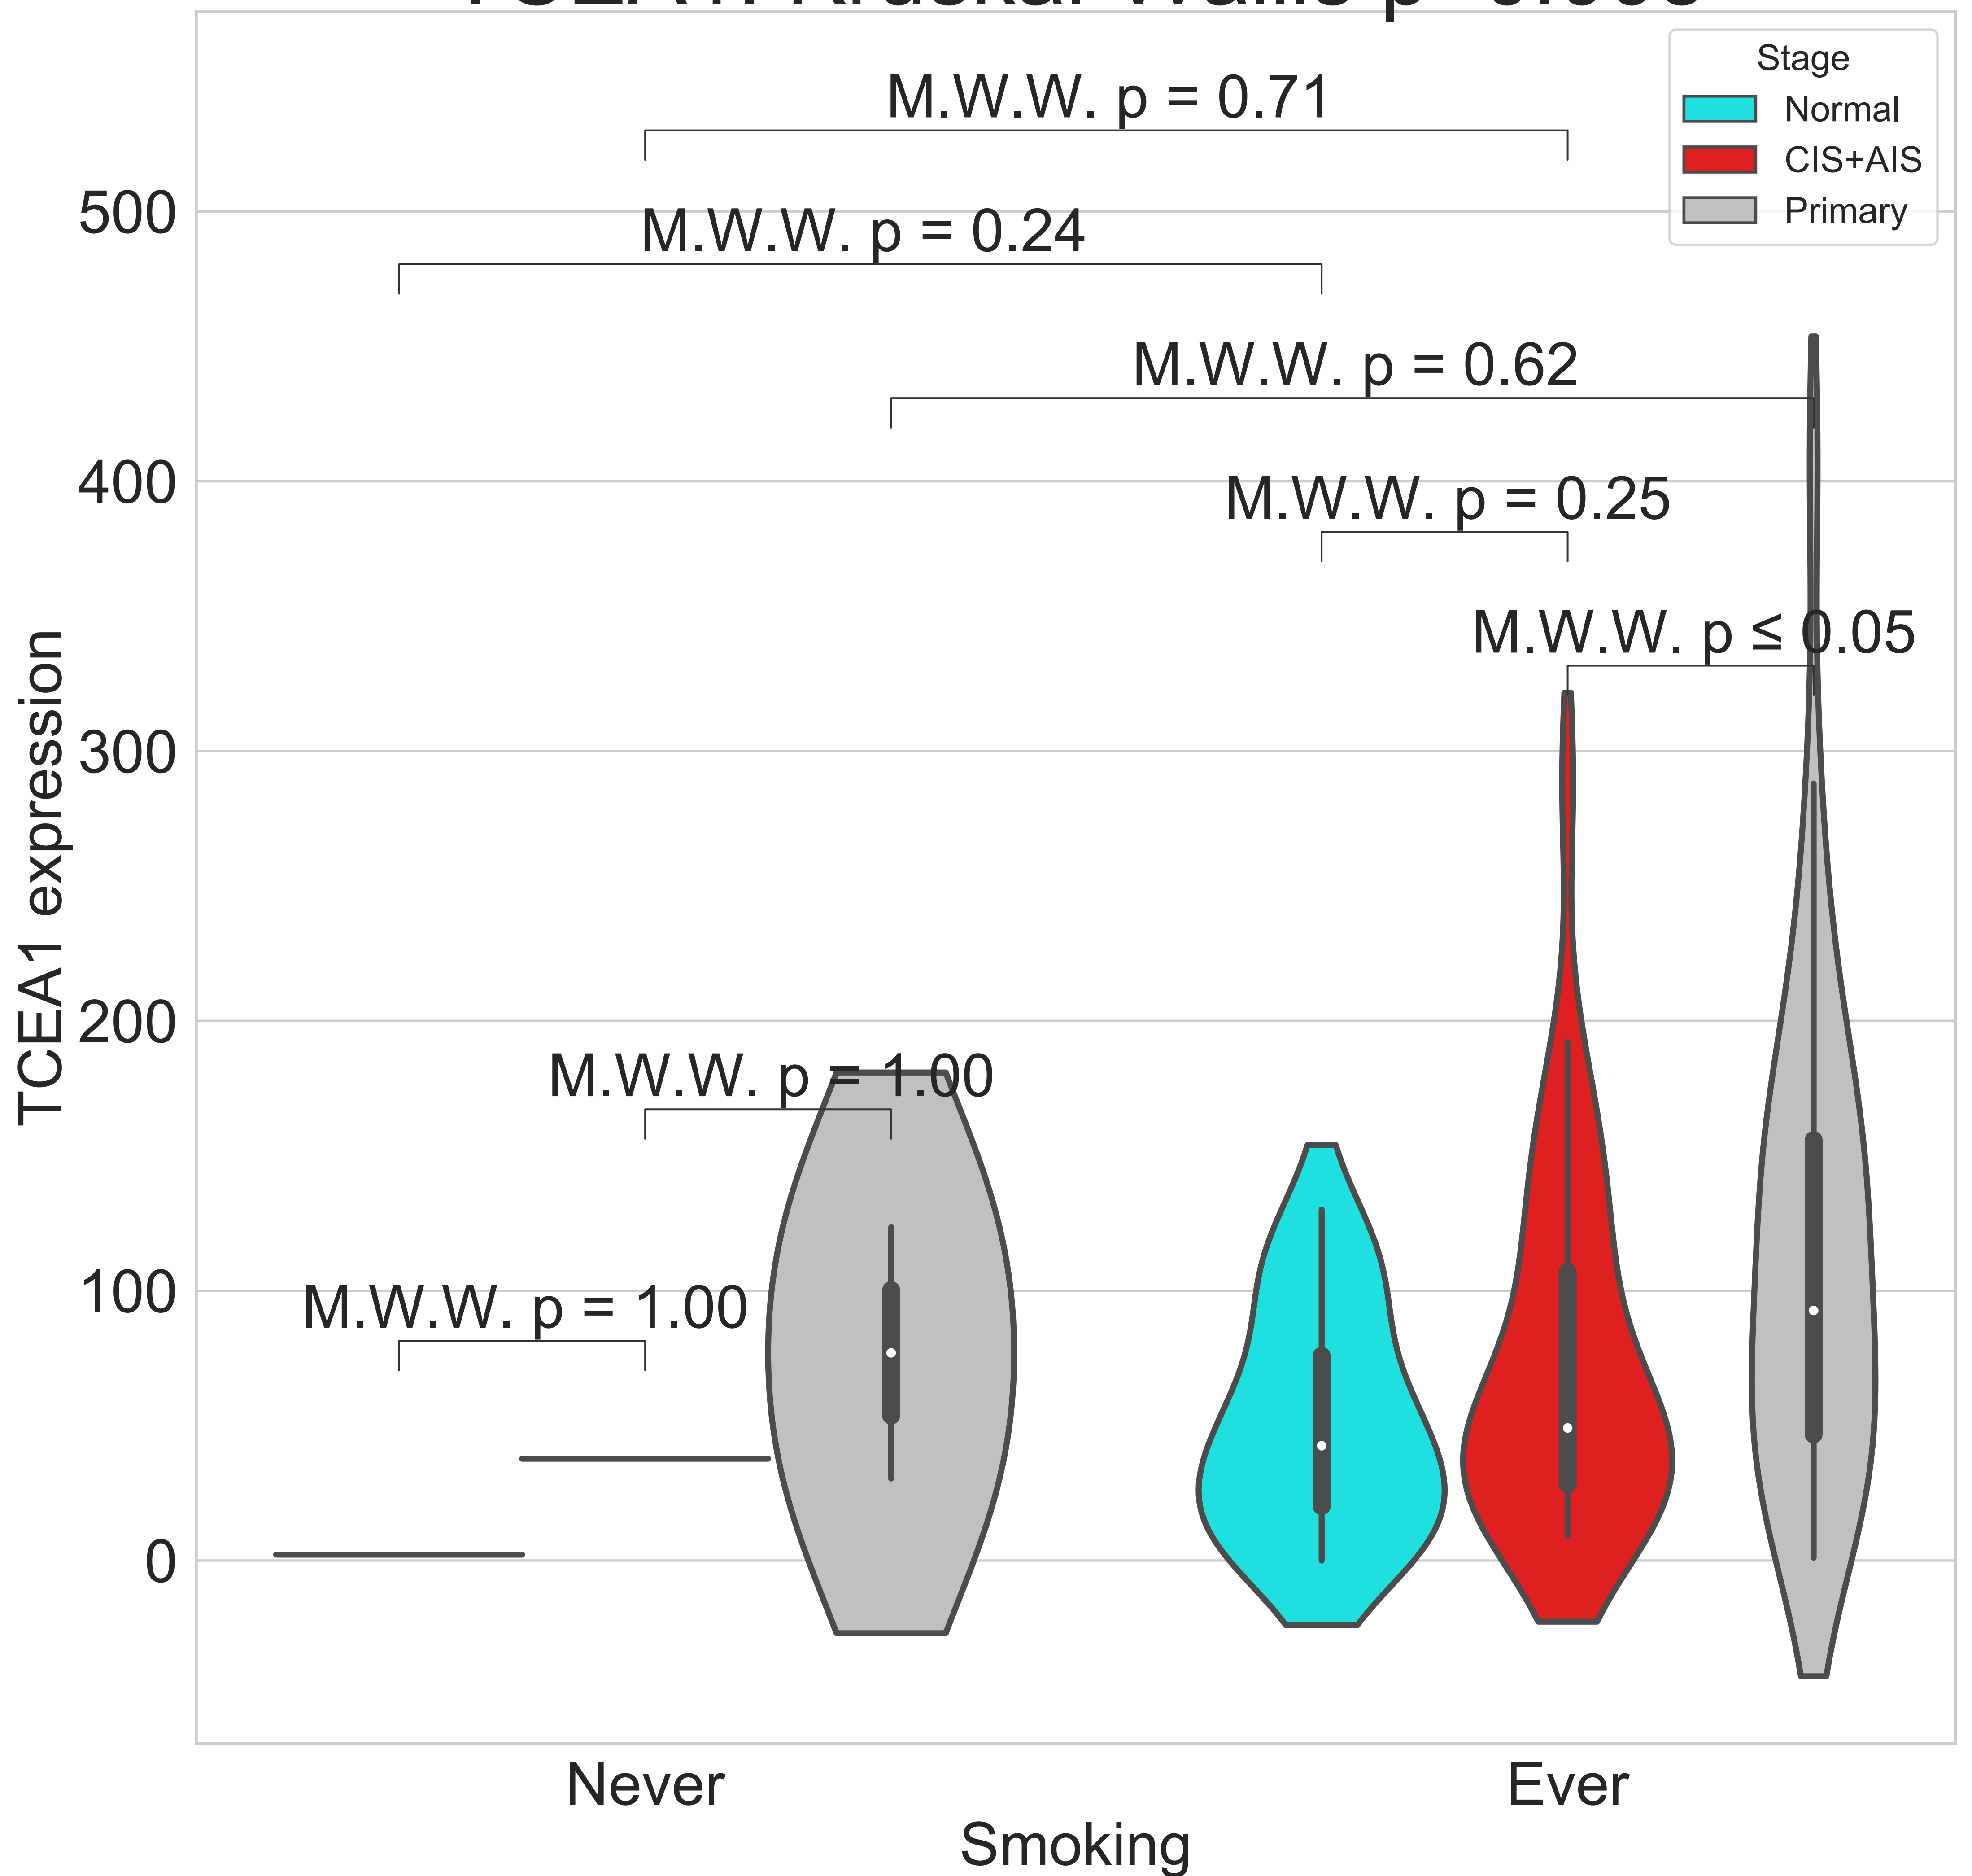 M.W.W. p = 0.71
Stage
Normal
CIS+AIS
Primary
500
M.W.W. p = 0.24
M.W.W. p = 0.62
400
M.W.W. p = 0.25
M.W.W. p ≤ 0.05
300
TCEA1 expression
200
M.W.W. p = 1.00
100
M.W.W. p = 1.00
0
Never
Ever
Smoking